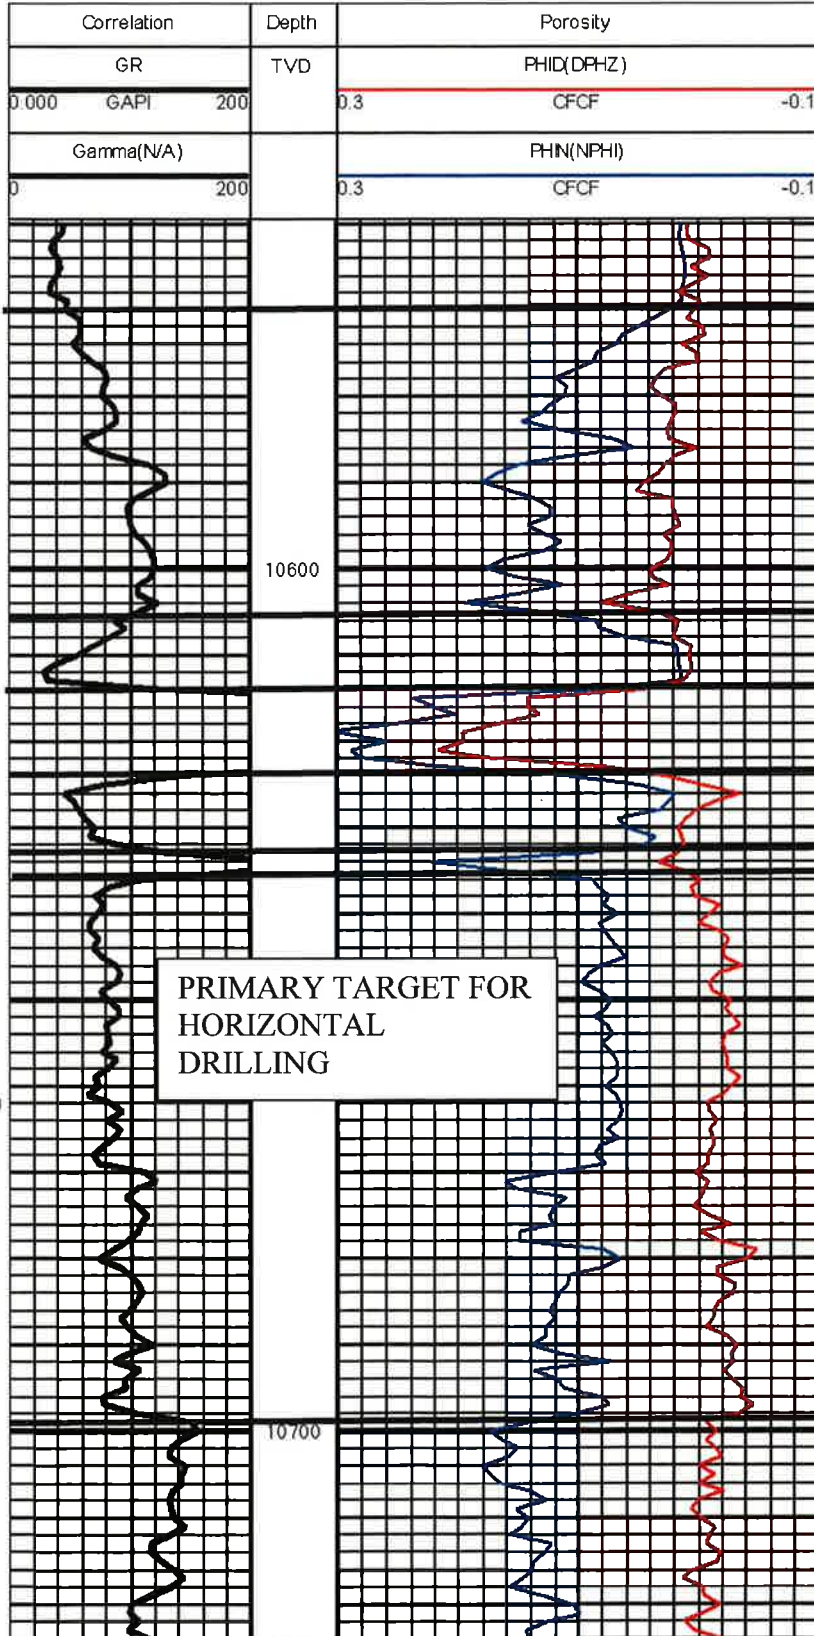 Correlation Depth Porosity
GR TVD PHID(DPHZ)
0.000 GAPI 200 0.3 CFCF -0.1
Gamma(N/A) PHIN(NPHI)
0 200 0.3 CFCF -0.1
10600
PRIMARY TARGET FOR
HORIZONTAL
DRILLING
10700